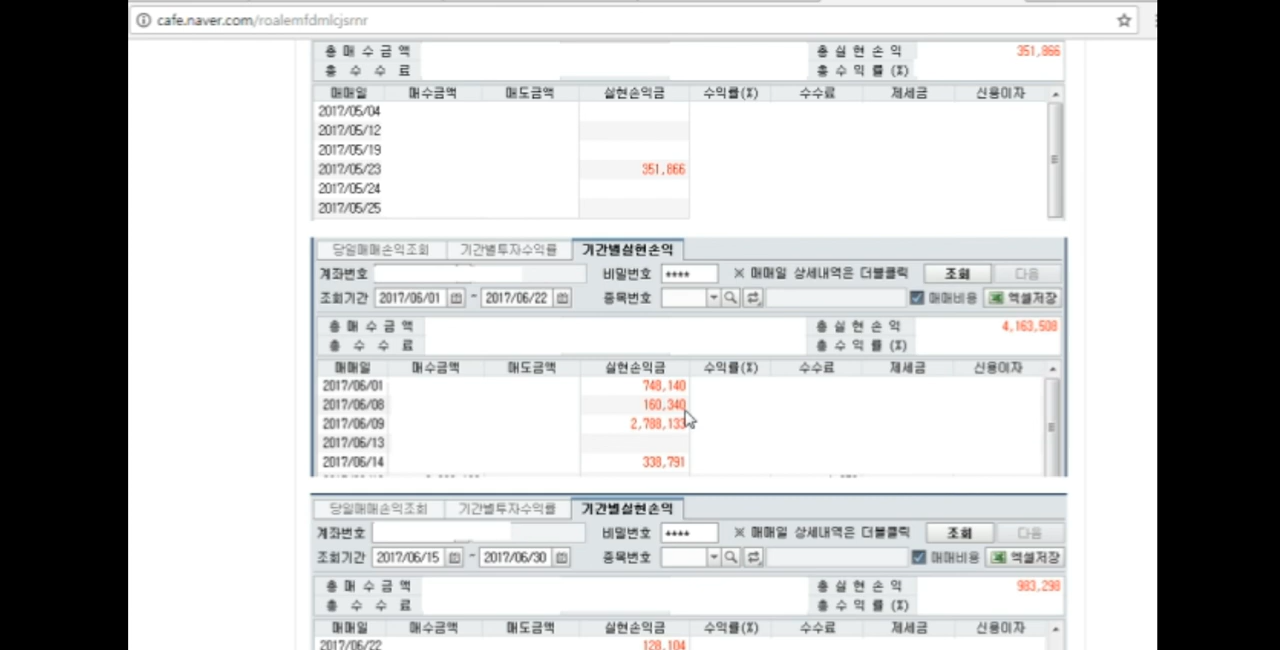 cafe.naver.com/roalemfdmlcjsrnr
총 매 수 금 액 총 실 현 손 익 351,866
총 수 수 료 총 수 익 률 (%)
매매일 매수금액 매도금액 실현손익금 수익률(%) 수수료 제세금 신용이자
2017/05/04
2017/05/12
2017/05/19
2017/05/23 351,866
2017/05/24
2017/05/25
당일매매손익조회 기간별투자수익률 기간별실현손익
계좌번호 비밀번호 **** ※ 매매일 상세내역은 더블클릭 조회 다음
조회기간 2017/06/01 ~ 2017/06/22 종목번호 매매비용 엑셀저장
총 매 수 금 액 총 실 현 손 익 4,163,508
총 수 수 료 총 수 익 률 (%)
매매일 매수금액 매도금액 실현손익금 수익률(%) 수수료 제세금 신용이자
2017/06/01 748,140
2017/06/08 160,340
2017/06/09 2,788,133
2017/06/13
2017/06/14 338,791
당일매매손익조회 기간별투자수익률 기간별실현손익
계좌번호 비밀번호 **** ※ 매매일 상세내역은 더블클릭 조회 다음
조회기간 2017/06/15 ~ 2017/06/30 종목번호 매매비용 엑셀저장
총 매 수 금 액 총 실 현 손 익 983,298
총 수 수 료 총 수 익 률 (%)
매매일 매수금액 매도금액 실현손익금 수익률(%) 수수료 제세금 신용이자
2017/06/22 128,104